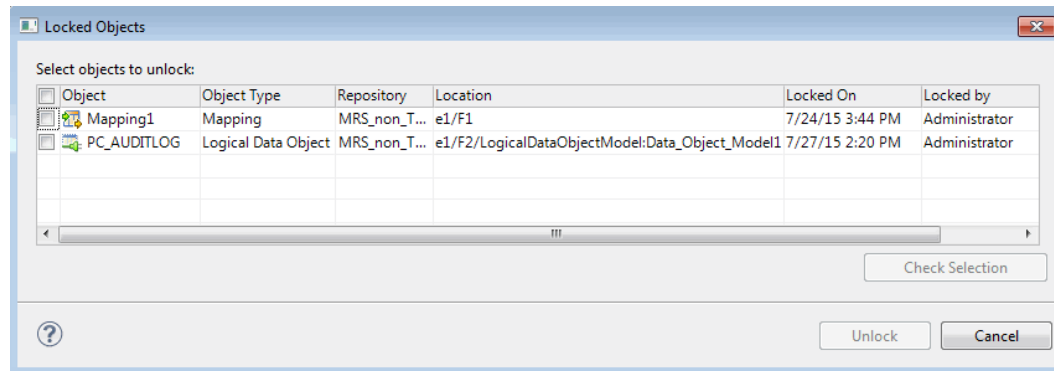 Locked Objects
Select objects to unlock:
Object Object Type Repository Location Locked On Locked by
Mapping1 Mapping MRS_non_T... e1/F1 7/24/15 3:44 PM Administrator
PC_AUDITLOG Logical Data Object MRS_non_T... e1/F2/LogicalDataObjectModel:Data_Object_Model1 7/27/15 2:20 PM Administrator
Check Selection
Unlock Cancel